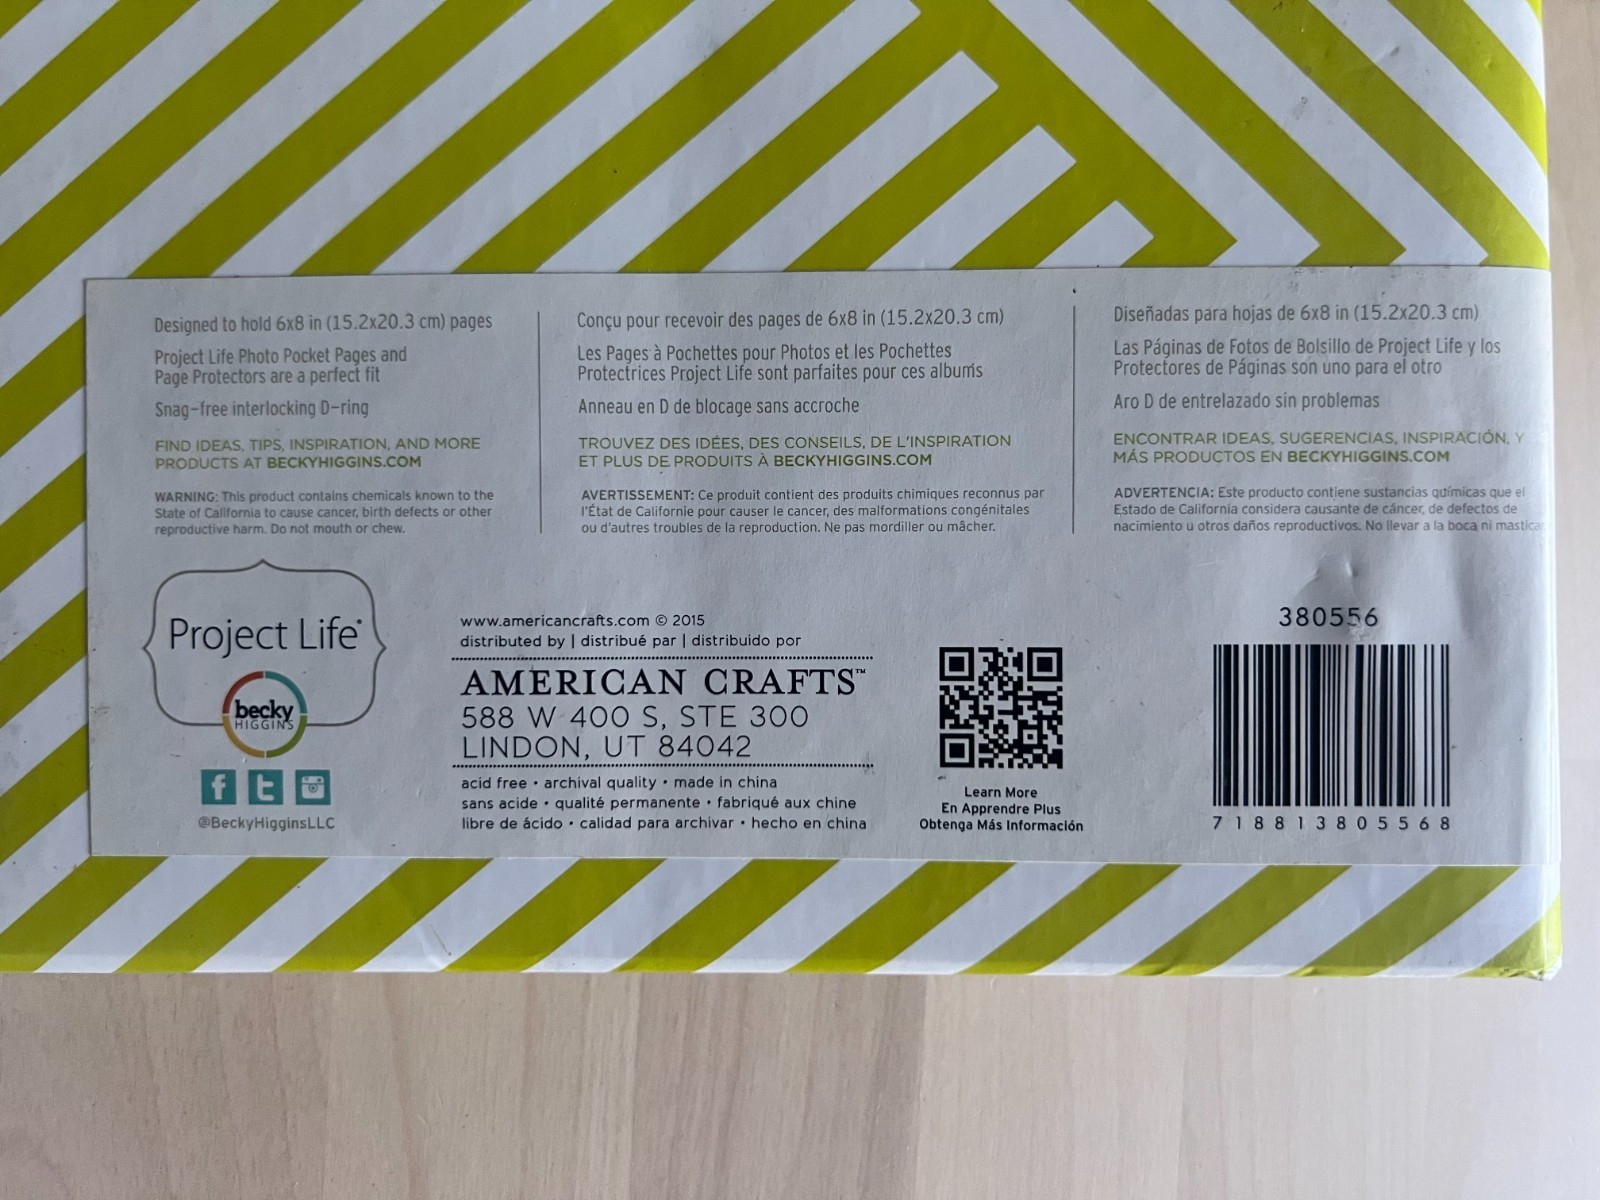 Designed to hold 6x8 in (15.2x20.3 cm) pages
Project Life Photo Pocket Pages and
Page Protectors are a perfect fit
Snag-free interlocking D-ring
FIND IDEAS, TIPS, INSPIRATION, AND MORE
PRODUCTS AT BECKYHIGGINS.COM
WARNING: This product contains chemicals known to the
State of California to cause cancer, birth defects or other
reproductive harm. Do not mouth or chew.
Conçu pour recevoir des pages de 6x8 in (15.2x20.3 cm)
Les Pages à Pochettes pour Photos et les Pochettes
Protectrices Project Life sont parfaites pour ces albums
Anneau en D de blocage sans accroche
TROUVEZ DES IDÉES, DES CONSEILS, DE L'INSPIRATION
ET PLUS DE PRODUITS À BECKYHIGGINS.COM
AVERTISSEMENT: Ce produit contient des produits chimiques reconnus par
l'État de Californie pour causer le cancer, des malformations congénitales
ou d'autres troubles de la reproduction. Ne pas mordiller ou mâcher.
Diseñadas para hojas de 6x8 in (15.2x20.3 cm)
Las Páginas de Fotos de Bolsillo de Project Life y los
Protectores de Páginas son uno para el otro
Aro D de entrelazado sin problemas
ENCONTRAR IDEAS, SUGERENCIAS, INSPIRACIÓN, Y
MÁS PRODUCTOS EN BECKYHIGGINS.COM
ADVERTENCIA: Este producto contiene sustancias químicas que el
Estado de California considera causante de cáncer, de defectos de
nacimiento u otros daños reproductivos. No llevar a la boca ni masticar
Project Life
becky
HIGGINS
@BeckyHigginsLLC
www.americancrafts.com © 2015
distributed by | distribué par | distribuido por
AMERICAN CRAFTS™
588 W 400 S, STE 300
LINDON, UT 84042
acid free • archival quality • made in china
sans acide • qualité permanente • fabriqué aux chine
libre de ácido • calidad para archivar • hecho en china
Learn More
En Apprendre Plus
Obtenga Más Información
380556
718813805568